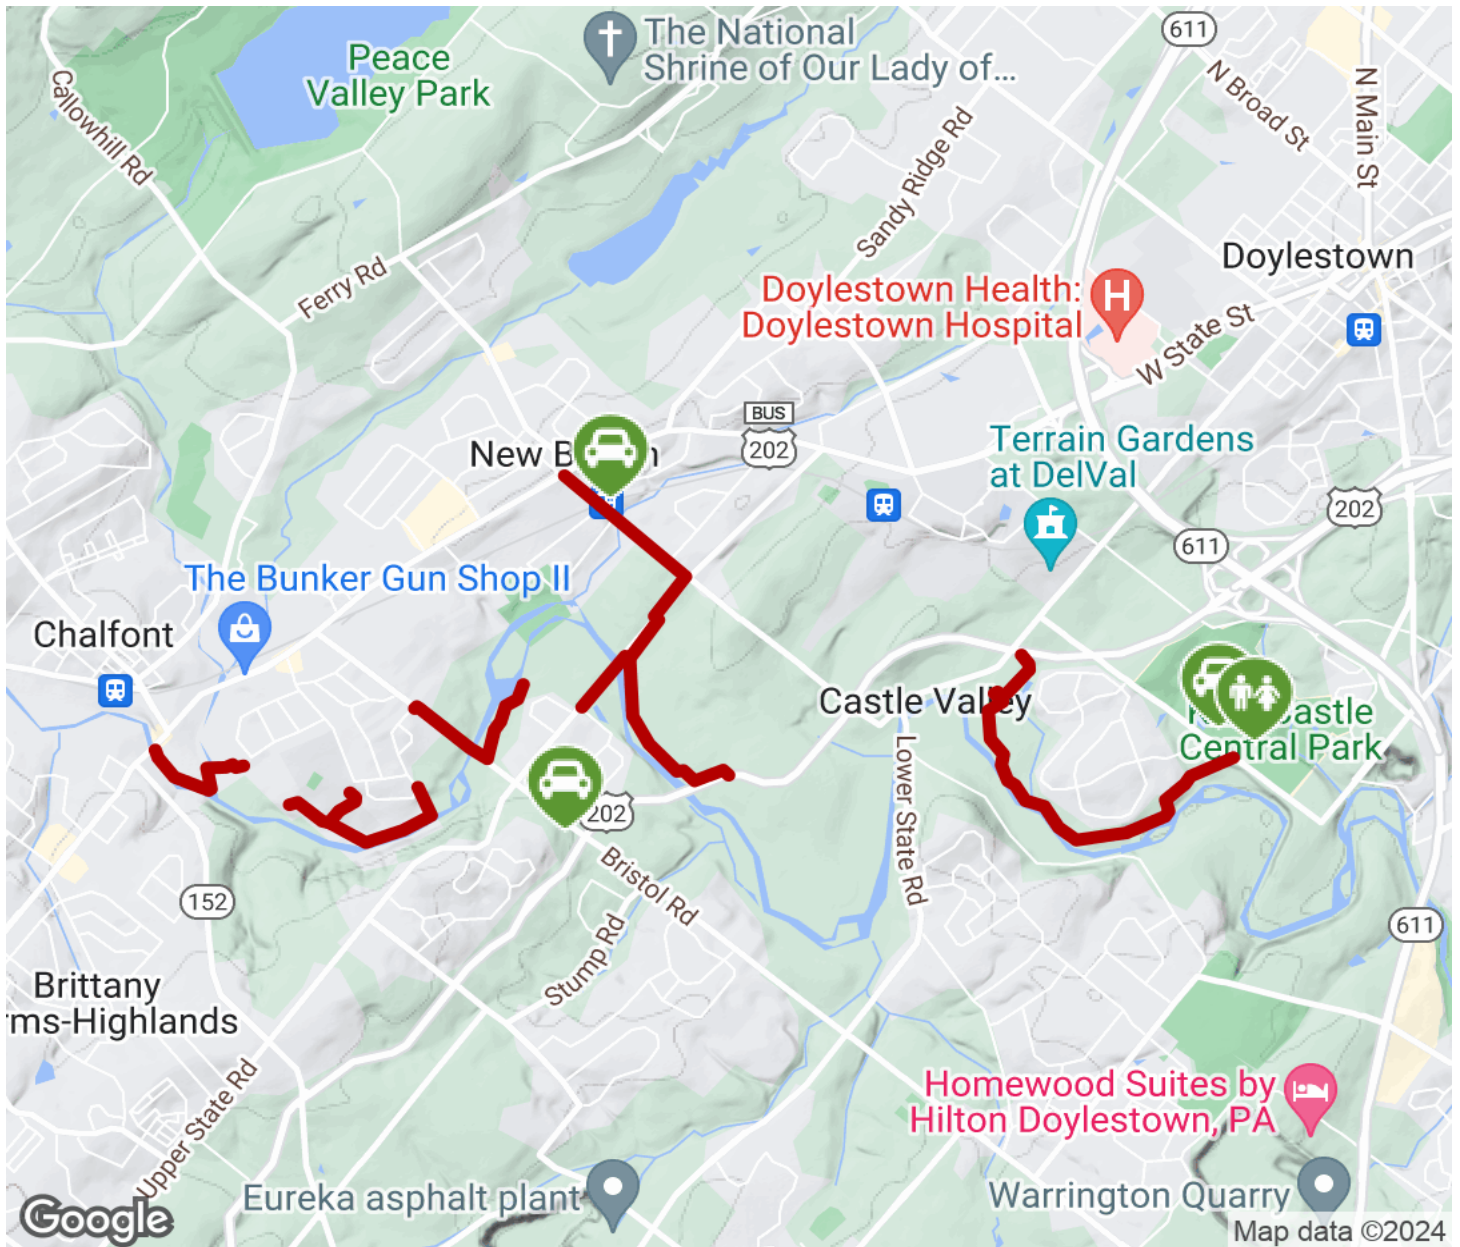 The National
Shrine of Our Lady of...
611
Peace
Valley Park
N Broad St
N Main St
Callowhill Rd
Sandy Ridge Rd
Doylestown
Ferry Rd
Doylestown Health:
Doylestown Hospital
H
W State St
BUS
202
New B n
Terrain Gardens
at DelVal
202
611
The Bunker Gun Shop II
Chalfont
Castle Valley
Castle
Central Park
Lower State Rd
202
Bristol Rd
152
Stump Rd
611
Brittany
rms-Highlands
Upper State Rd
Homewood Suites by
Hilton Doylestown, PA
Eureka asphalt plant
Warrington Quarry
Google
Map data ©2024